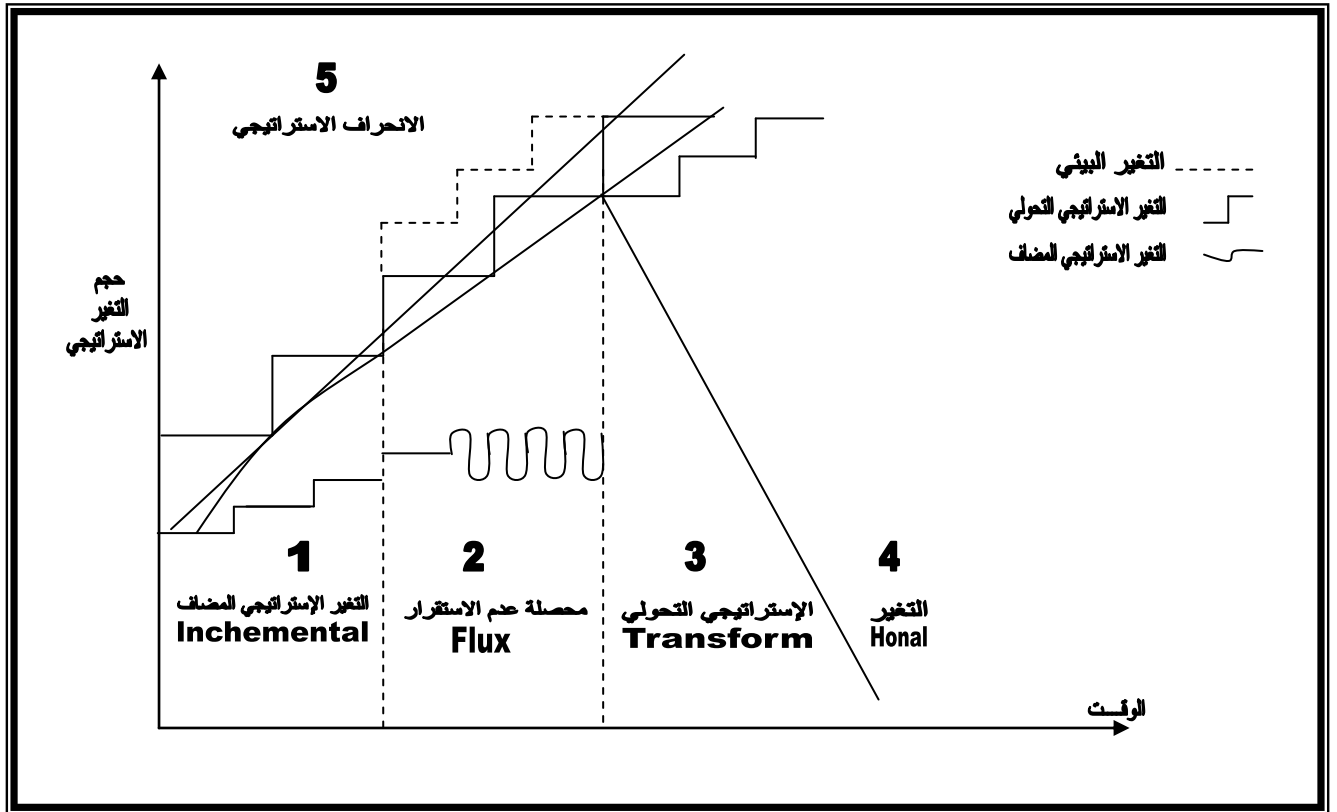 5
الانحراف الاستراتيجي
التغير البيئي
التغير الاستراتيجي التحولي
التغير الاستراتيجي المضاف
حجم
التغير
الاستراتيجي
1
التغير الإستراتيجي المضاف
Inchemental
2
محصلة عدم الاستقرار
Flux
3
الإستراتيجي التحولي
Transform
4
التغير
Honal
الوقـــت